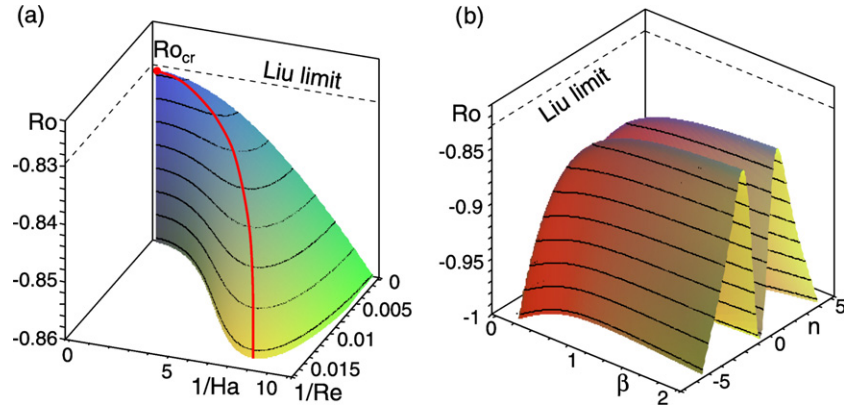 (a)
Ro_cr
Liu limit
Ro
-0.83
-0.84
-0.85
-0.86
0
5
1/Ha
10
1/Re
0.015
0.01
0.005
0
(b)
Ro
Liu limit
-0.85
-0.9
-0.95
-1
0
1
β
2
-5
0
n
5